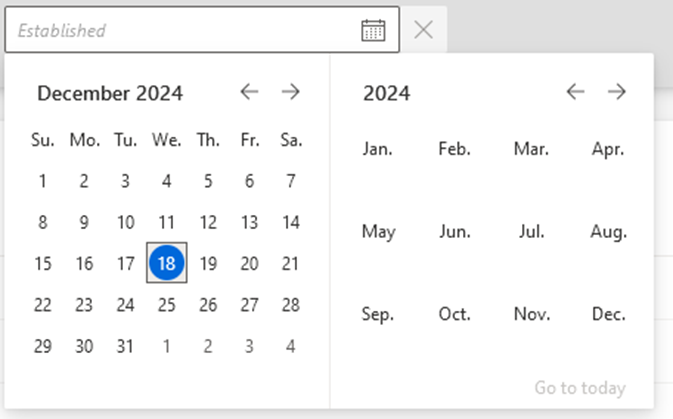 Established
December 2024
Su. Mo. Tu. We. Th. Fr. Sa.
1 2 3 4 5 6 7
8 9 10 11 12 13 14
15 16 17 18 19 20 21
22 23 24 25 26 27 28
29 30 31 1 2 3 4
2024
Jan. Feb. Mar. Apr.
May Jun. Jul. Aug.
Sep. Oct. Nov. Dec.
Go to today